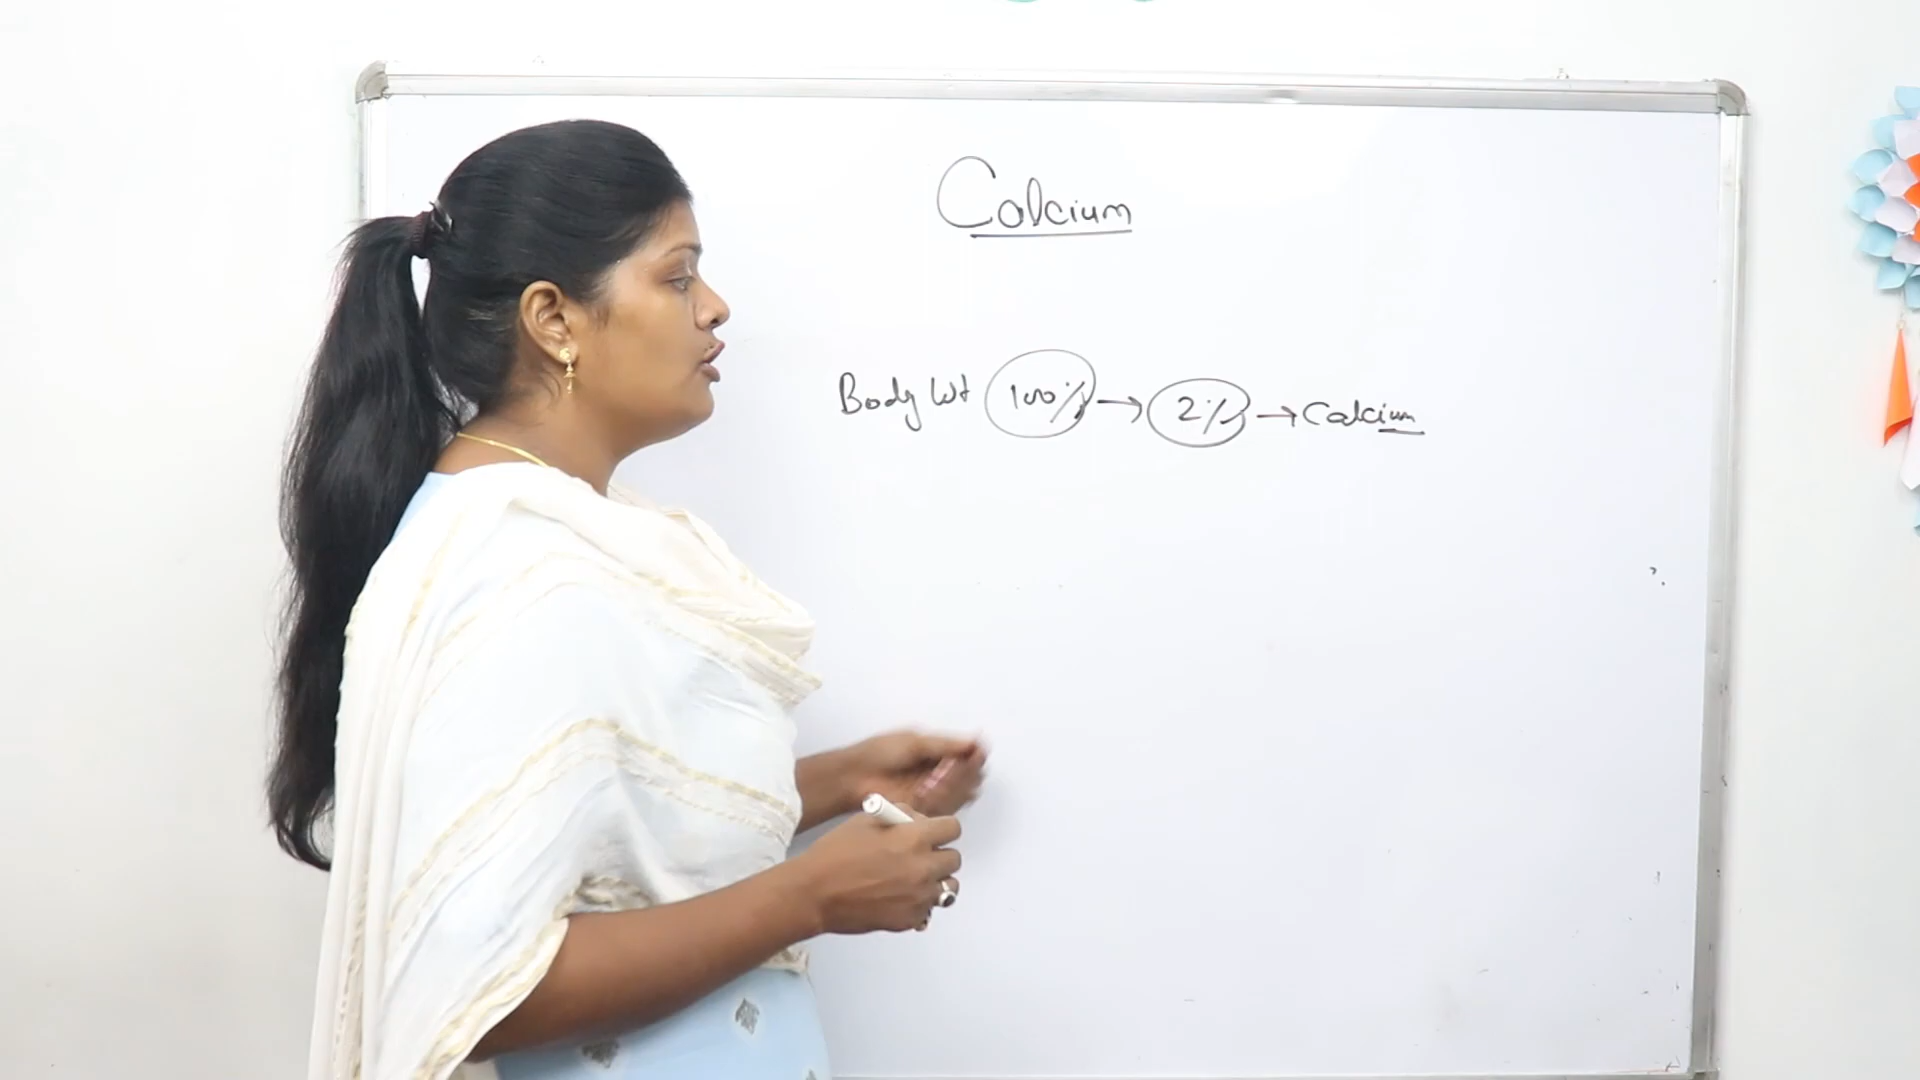 Calcium
Body Wt 100% → 2% → Calcium